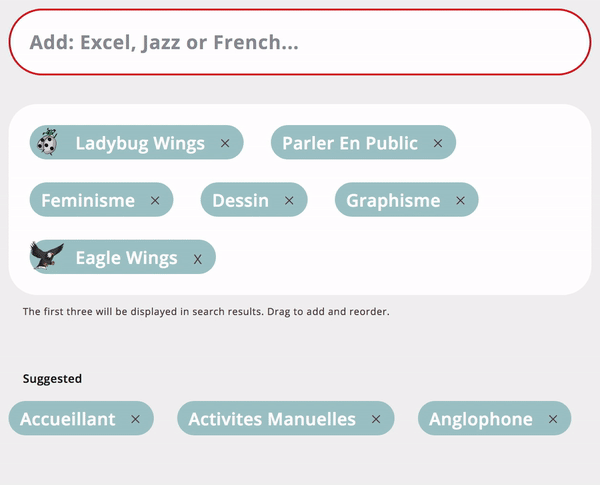 Add: Excel, Jazz or French...
Ladybug Wings × Parler En Public ×
Feminisme × Dessin × Graphisme ×
Eagle Wings x
The first three will be displayed in search results. Drag to add and reorder.
Suggested
Accueillant × Activites Manuelles × Anglophone ×